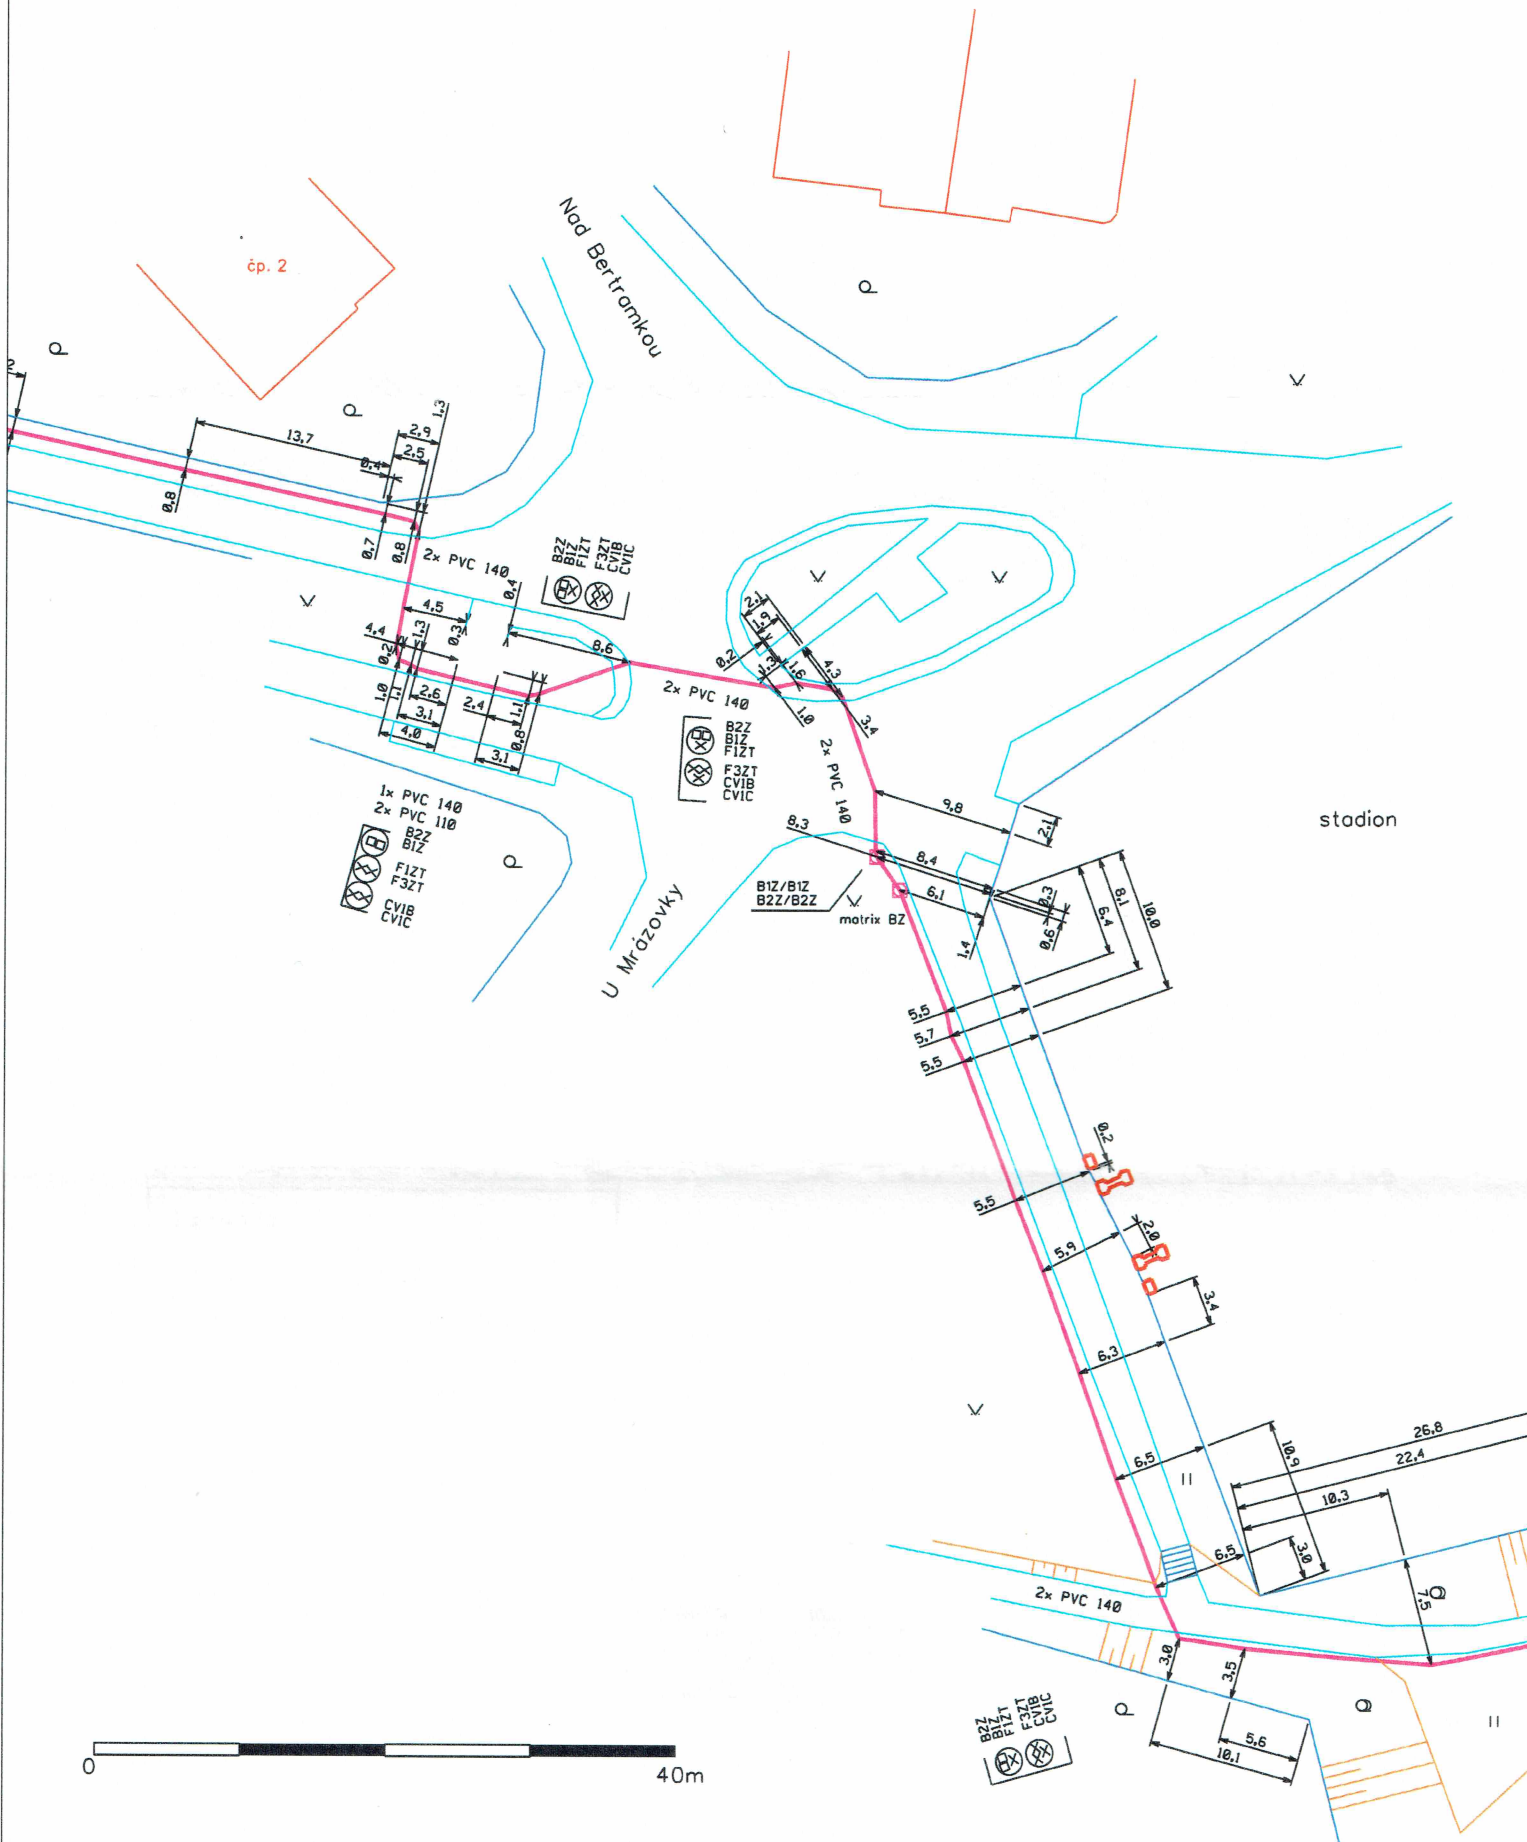 Nad Bertramkou
čp. 2
13,7
2,9
1,3
2,5
0,4
0,8
0,7
0,8
2x PVC 140
B2Z
B1Z
F1ZT
F3ZT
CV1B
CV1C
0,4
4,5
0,3
8,6
4,4
1,3
0,2
1,0
1,1
2,6
3,1
4,0
2,4
1,1
0,8
3,1
2,1
1,9
0,2
1,3
1,6
4,3
1,0
3,4
2x PVC 140
2x PVC 140
B2Z
B1Z
F1ZT
F3ZT
CV1B
CV1C
1x PVC 140
2x PVC 110
B2Z
B1Z
F1ZT
F3ZT
CV1B
CV1C
9,8
2,1
8,3
8,4
6,1
stadion
B1Z/B1Z
B2Z/B2Z
matrix BZ
0,3
0,6
1,4
6,4
8,1
10,0
U Mrázovky
5,5
5,7
5,5
0,2
5,5
5,9
2,0
3,4
6,3
6,5
10,9
26,8
22,4
10,3
6,5
3,0
7,5
2x PVC 140
3,0
3,5
5,6
10,1
B2Z
B1Z
F1ZT
F3ZT
CV1B
CV1C
0
40m